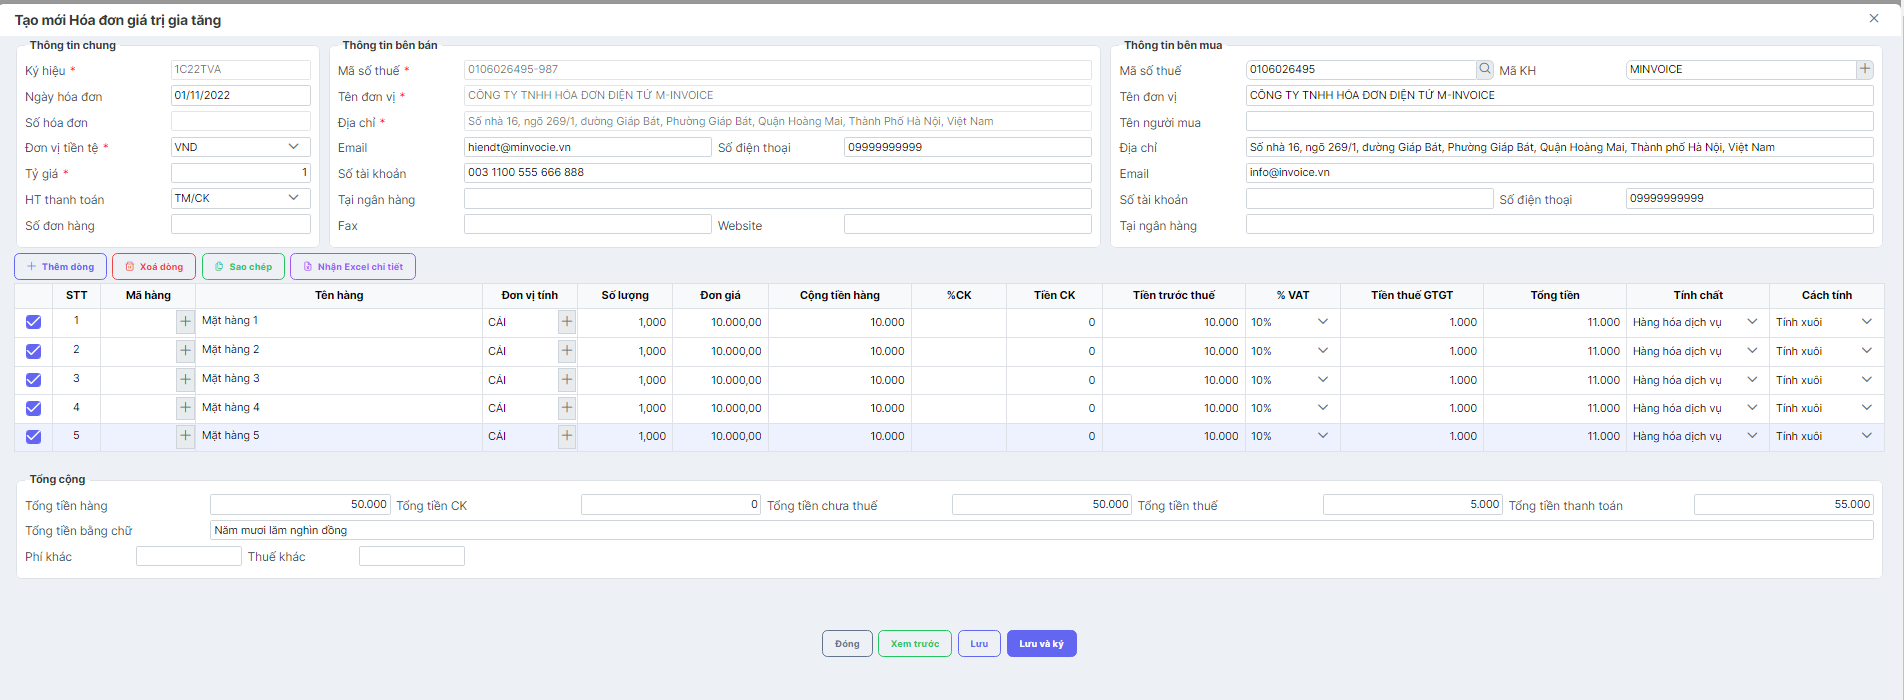 Tạo mới Hóa đơn giá trị gia tăng
Thông tin chung
Ký hiệu * 1C22TVA
Ngày hóa đơn 01/11/2022
Số hóa đơn
Đơn vị tiền tệ * VND
Tỷ giá * 1
HT thanh toán TM/CK
Số đơn hàng
Thông tin bên bán
Mã số thuế * 0106026495-987
Tên đơn vị * CÔNG TY TNHH HÓA ĐƠN ĐIỆN TỬ M-INVOICE
Địa chỉ * Số nhà 16, ngõ 269/1, đường Giáp Bát, Phường Giáp Bát, Quận Hoàng Mai, Thành Phố Hà Nội, Việt Nam
Email hiendt@minvocie.vn Số điện thoại 09999999999
Số tài khoản 003 1100 555 666 888
Tại ngân hàng
Fax Website
Thông tin bên mua
Mã số thuế 0106026495 Mã KH MINVOICE
Tên đơn vị CÔNG TY TNHH HÓA ĐƠN ĐIỆN TỬ M-INVOICE
Tên người mua
Địa chỉ Số nhà 16, ngõ 269/1, đường Giáp Bát, Phường Giáp Bát, Quận Hoàng Mai, Thành phố Hà Nội, Việt Nam
Email info@invoice.vn
Số tài khoản Số điện thoại 09999999999
Tại ngân hàng
Thêm dòng Xoá dòng Sao chép Nhận Excel chi tiết
STT Mã hàng Tên hàng Đơn vị tính Số lượng Đơn giá Cộng tiền hàng %CK Tiền CK Tiền trước thuế % VAT Tiền thuế GTGT Tổng tiền Tính chất Cách tính
1 Mặt hàng 1 CÁI 1,000 10.000,00 10.000 0 10.000 10% 1.000 11.000 Hàng hóa dịch vụ Tính xuôi
2 Mặt hàng 2 CÁI 1,000 10.000,00 10.000 0 10.000 10% 1.000 11.000 Hàng hóa dịch vụ Tính xuôi
3 Mặt hàng 3 CÁI 1,000 10.000,00 10.000 0 10.000 10% 1.000 11.000 Hàng hóa dịch vụ Tính xuôi
4 Mặt hàng 4 CÁI 1,000 10.000,00 10.000 0 10.000 10% 1.000 11.000 Hàng hóa dịch vụ Tính xuôi
5 Mặt hàng 5 CÁI 1,000 10.000,00 10.000 0 10.000 10% 1.000 11.000 Hàng hóa dịch vụ Tính xuôi
Tổng cộng
Tổng tiền hàng 50.000 Tổng tiền CK 0 Tổng tiền chưa thuế 50.000 Tổng tiền thuế 5.000 Tổng tiền thanh toán 55.000
Tổng tiền bằng chữ Năm mươi lăm nghìn đồng
Phí khác Thuế khác
Đóng Xem trước Lưu Lưu và ký